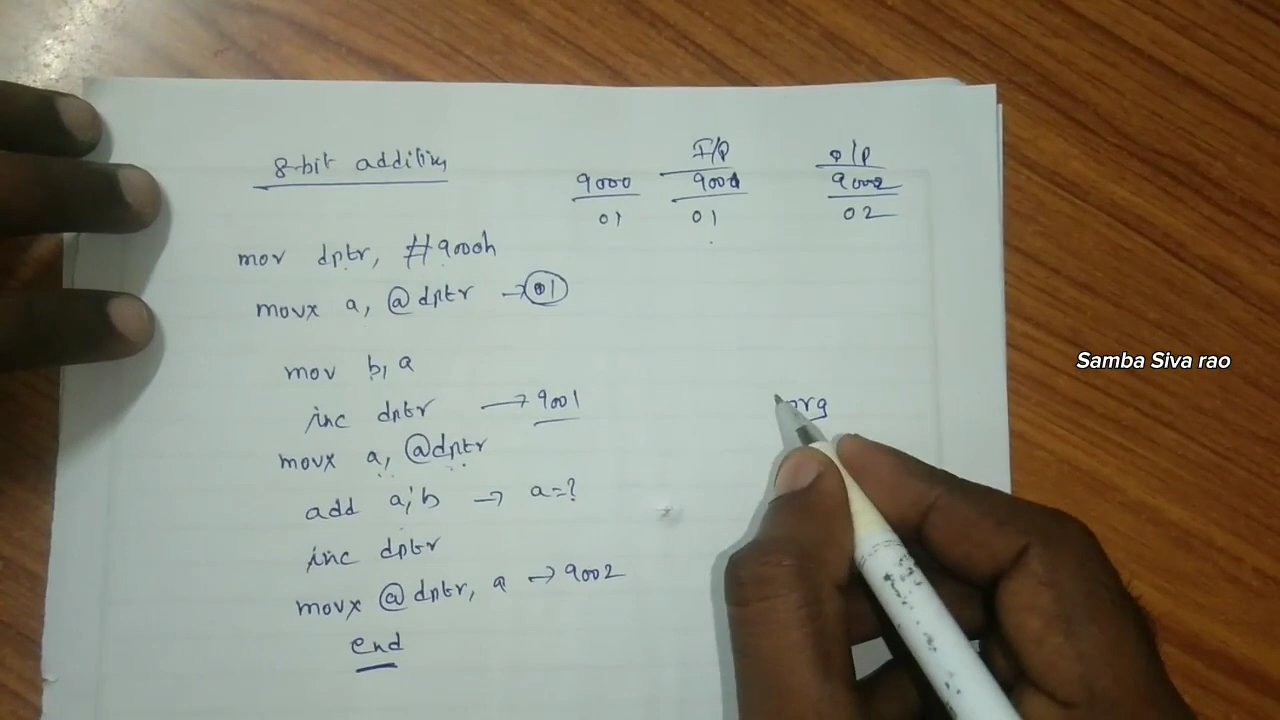 8-bit addition
I/P
O/P
9000 9001 9002
01 01 02
mov dptr, #9000h
movx a, @dptr → 01
mov b, a
inc dptr → 9001
movx a, @dptr
add a, b → a=?
inc dptr
movx @dptr, a → 9002
end
org
Samba Siva rao